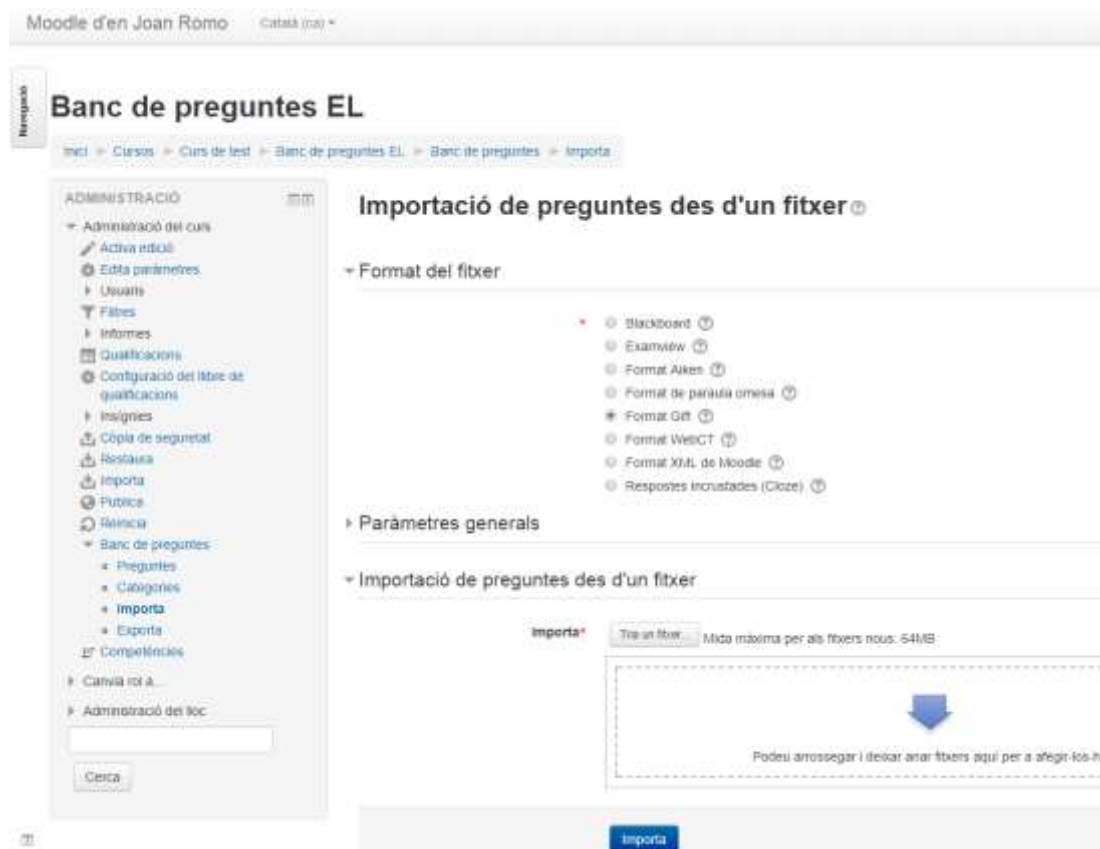 Moodle d'en Joan Romo Català (ca)
Navegació
Banc de preguntes EL
Inici Cursos Curs de test Banc de preguntes EL Banc de preguntes Importa
ADMINISTRACIÓ
Administració del curs
Activa edició
Edita paràmetres
Usuaris
Filtres
Informes
Qualificacions
Configuració del llibre de
qualificacions
Insígnies
Còpia de seguretat
Restaura
Importa
Publica
Reinicia
Banc de preguntes
Preguntes
Categories
Importa
Exporta
Competències
Canvia rol a...
Administració del lloc
Cerca
Importació de preguntes des d'un fitxer
Format del fitxer
* Blackboard
Examview
Format Aiken
Format de paraula omesa
Format Gift
Format WebCT
Format XML de Moodle
Respostes incrustades (Cloze)
Paràmetres generals
Importació de preguntes des d'un fitxer
Importa* Tria un fitxer... Mida màxima per als fitxers nous: 64MB
Podeu arrossegar i deixar anar fitxers aquí per a afegir-los-h
Importa